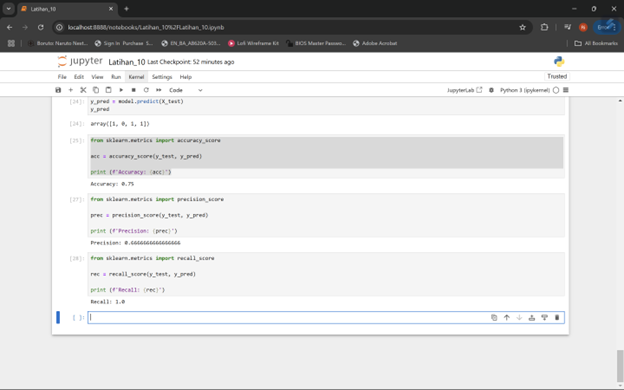 Latihan_10
localhost:8888/notebooks/Latihan_10%2FLatihan_10.ipynb
Boruto Naruto Next...
Sign in Purchase S...
EN_BA_ABG20A-S05...
Lofi Wireframe Kit
BIOS Master Passwo...
Adobe Acrobat
All Bookmarks
jupyter Latihan_10 Last Checkpoint: 52 minutes ago
File Edit View Run Kernel Settings Help
Trusted
Code
JupyterLab
Python 3 (ipykernel)
y_pred = model.predict(X_test)
y_pred
array([1, 0, 1, 1])
[25]: from sklearn.metrics import accuracy_score
acc = accuracy_score(y_test, y_pred)
print (f"Accuracy: {acc}")
Accuracy: 0.75
[27]: from sklearn.metrics import precision_score
prec = precision_score(y_test, y_pred)
print (f"Precision: {prec}")
Precision: 0.6666666666666666
[28]: from sklearn.metrics import recall_score
rec = recall_score(y_test, y_pred)
print (f"Recall: {rec}")
Recall: 1.0
[ ]: